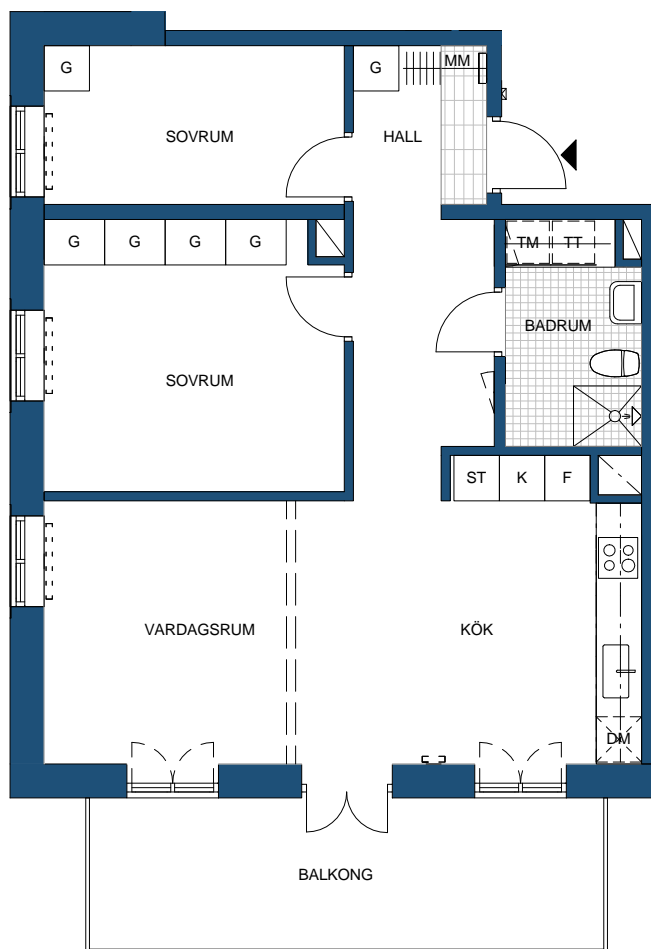 G
G
MM
SOVRUM
HALL
G
G
G
G
TM
TT
BADRUM
SOVRUM
ST
K
F
VARDAGSRUM
KÖK
DM
BALKONG